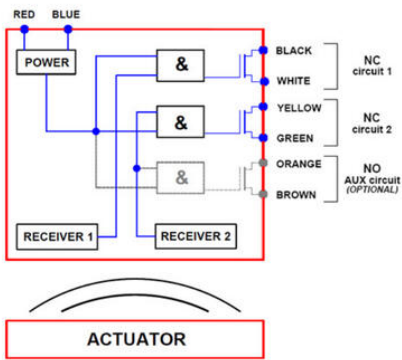 RED BLUE
POWER
&
BLACK
WHITE
NC
circuit 1
&
YELLOW
GREEN
NC
circuit 2
&
ORANGE
BROWN
NO
AUX circuit
(OPTIONAL)
RECEIVER 1
RECEIVER 2
ACTUATOR